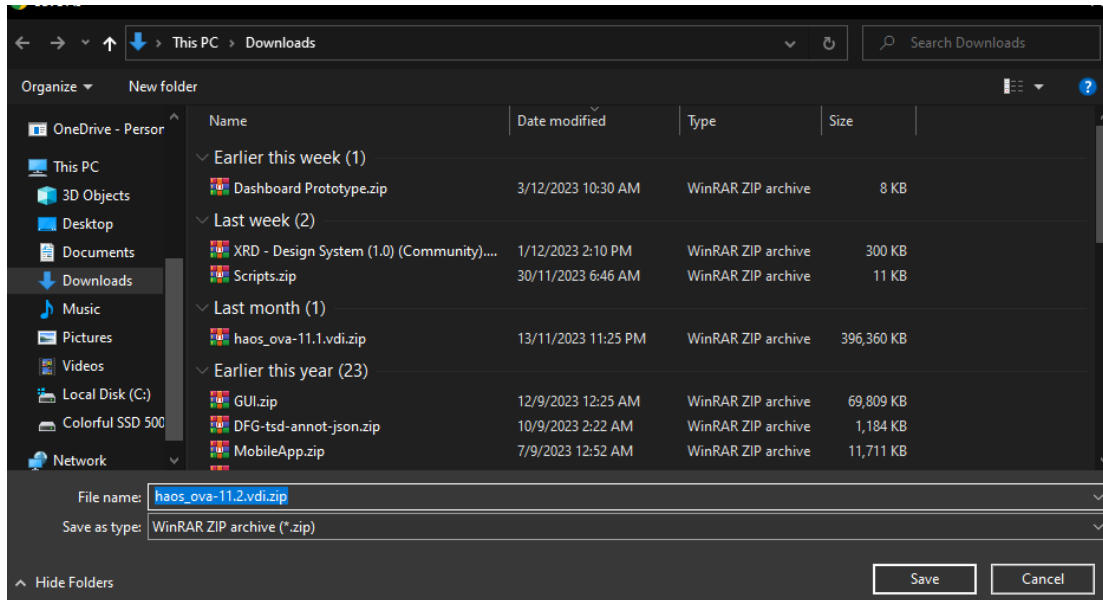 This PC > Downloads
Search Downloads
Organize
New folder
Name
Date modified
Type
Size
OneDrive - Person
This PC
3D Objects
Desktop
Documents
Downloads
Music
Pictures
Videos
Local Disk (C:)
Colorful SSD 500
Network
Earlier this week (1)
Dashboard Prototype.zip 3/12/2023 10:30 AM WinRAR ZIP archive 8 KB
Last week (2)
XRD - Design System (1.0) (Community).... 1/12/2023 2:10 PM WinRAR ZIP archive 300 KB
Scripts.zip 30/11/2023 6:46 AM WinRAR ZIP archive 11 KB
Last month (1)
haos_ova-11.1.vdi.zip 13/11/2023 11:25 PM WinRAR ZIP archive 396,360 KB
Earlier this year (23)
GUI.zip 12/9/2023 12:25 AM WinRAR ZIP archive 69,809 KB
DFG-tsd-annot-json.zip 10/9/2023 2:22 AM WinRAR ZIP archive 1,184 KB
MobileApp.zip 7/9/2023 12:52 AM WinRAR ZIP archive 11,711 KB
File name: haos_ova-11.2.vdi.zip
Save as type: WinRAR ZIP archive (*.zip)
Hide Folders
Save
Cancel